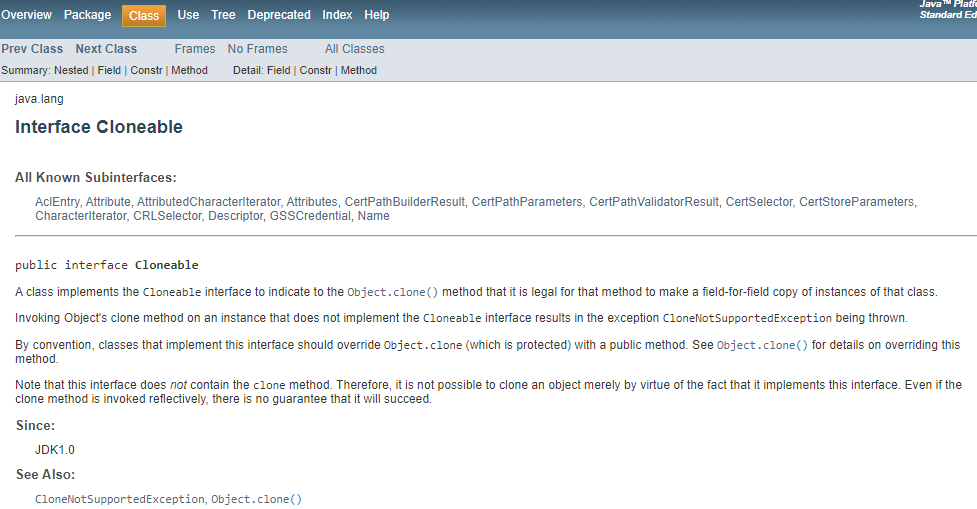 Overview Package Class Use Tree Deprecated Index Help
Java™ Platf
Standard Ed
Prev Class Next Class Frames No Frames All Classes
Summary: Nested | Field | Constr | Method Detail: Field | Constr | Method
java.lang
Interface Cloneable
All Known Subinterfaces:
AclEntry, Attribute, AttributedCharacterIterator, Attributes, CertPathBuilderResult, CertPathParameters, CertPathValidatorResult, CertSelector, CertStoreParameters,
CharacterIterator, CRLSelector, Descriptor, GSSCredential, Name
public interface Cloneable
A class implements the Cloneable interface to indicate to the Object.clone() method that it is legal for that method to make a field-for-field copy of instances of that class.
Invoking Object's clone method on an instance that does not implement the Cloneable interface results in the exception CloneNotSupportedException being thrown.
By convention, classes that implement this interface should override Object.clone (which is protected) with a public method. See Object.clone() for details on overriding this
method.
Note that this interface does not contain the clone method. Therefore, it is not possible to clone an object merely by virtue of the fact that it implements this interface. Even if the
clone method is invoked reflectively, there is no guarantee that it will succeed.
Since:
JDK1.0
See Also:
CloneNotSupportedException, Object.clone()